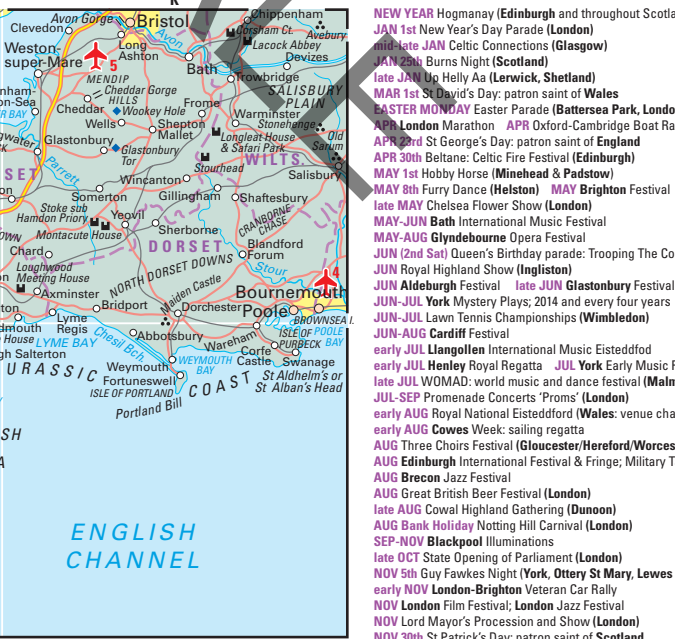 Avon Gorge
Clevedon
Bristol
Chippenham
Corsham Ct.
Avebury
Weston-
super-Mare
Long
Ashton
Avon
Lacock Abbey
5
Devizes
Bath
MENDIP
HILLS
Trowbridge
Cheddar Gorge
SALISBURY
PLAIN
nham-
on-Sea
ER BAY
Cheddar
Wookey Hole
Frome
Wells
Shepton
Mallet
Warminster
Stonehenge
Glastonbury
Longleat House
& Safari Park
Old
Sarum
Glastonbury
Tor
WILTS.
Parrett
Stourhead
SET
Wincanton
Salisbury
Somerton
Gillingham
Shaftesbury
Stoke sub
Hamdon Priory
Yeovil
CRANBORNE
CHASE
Montacute House
Sherborne
DORSET
Blandford
Forum
Chard
NORTH DORSET DOWNS
Stour
Loughwood
Meeting House
4
Axminster
Maiden Castle
Bournemouth
Bridport
Dorchester
Poole
BROWNSEA I.
Lyme
Regis
Chesil Bch.
Abbotsbury
Wareham
ISLE OF
PURBECK
POOLE
BAY
dmouth
House
LYME BAY
Corfe
Castle
Swanage
gh Salterton
Weymouth
WEYMOUTH
BAY
St Aldhelm's or
St Alban's Head
URASSIC COAST
Fortuneswell
ISLE OF PORTLAND
Portland Bill
SH
A
ENGLISH
CHANNEL
NEW YEAR Hogmanay (Edinburgh and throughout Scotla
JAN 1st New Year's Day Parade (London)
mid-late JAN Celtic Connections (Glasgow)
JAN 25th Burns Night (Scotland)
late JAN Up Helly Aa (Lerwick, Shetland)
MAR 1st St David's Day: patron saint of Wales
EASTER MONDAY Easter Parade (Battersea Park, Londo
APR London Marathon APR Oxford-Cambridge Boat Ra
APR 23rd St George's Day: patron saint of England
APR 30th Beltane: Celtic Fire Festival (Edinburgh)
MAY 1st Hobby Horse (Minehead & Padstow)
MAY 8th Furry Dance (Helston) MAY Brighton Festival
late MAY Chelsea Flower Show (London)
MAY-JUN Bath International Music Festival
MAY-AUG Glyndebourne Opera Festival
JUN (2nd Sat) Queen's Birthday parade: Trooping The Co
JUN Royal Highland Show (Ingliston)
JUN Aldeburgh Festival late JUN Glastonbury Festival
JUN-JUL York Mystery Plays; 2014 and every four years
JUN-JUL Lawn Tennis Championships (Wimbledon)
JUN-AUG Cardiff Festival
early JUL Llangollen International Music Eisteddfod
early JUL Henley Royal Regatta JUL York Early Music F
late JUL WOMAD: world music and dance festival (Malm
JUL-SEP Promenade Concerts 'Proms' (London)
early AUG Royal National Eisteddford (Wales: venue cha
early AUG Cowes Week: sailing regatta
AUG Three Choirs Festival (Gloucester/Hereford/Worces
AUG Edinburgh International Festival & Fringe; Military T
AUG Brecon Jazz Festival
AUG Great British Beer Festival (London)
late AUG Cowal Highland Gathering (Dunoon)
AUG Bank Holiday Notting Hill Carnival (London)
SEP-NOV Blackpool Illuminations
late OCT State Opening of Parliament (London)
NOV 5th Guy Fawkes Night (York, Ottery St Mary, Lewes
early NOV London-Brighton Veteran Car Rally
NOV London Film Festival; London Jazz Festival
NOV Lord Mayor's Procession and Show (London)
NOV 30th St Patrick's Day: patron saint of Scotland